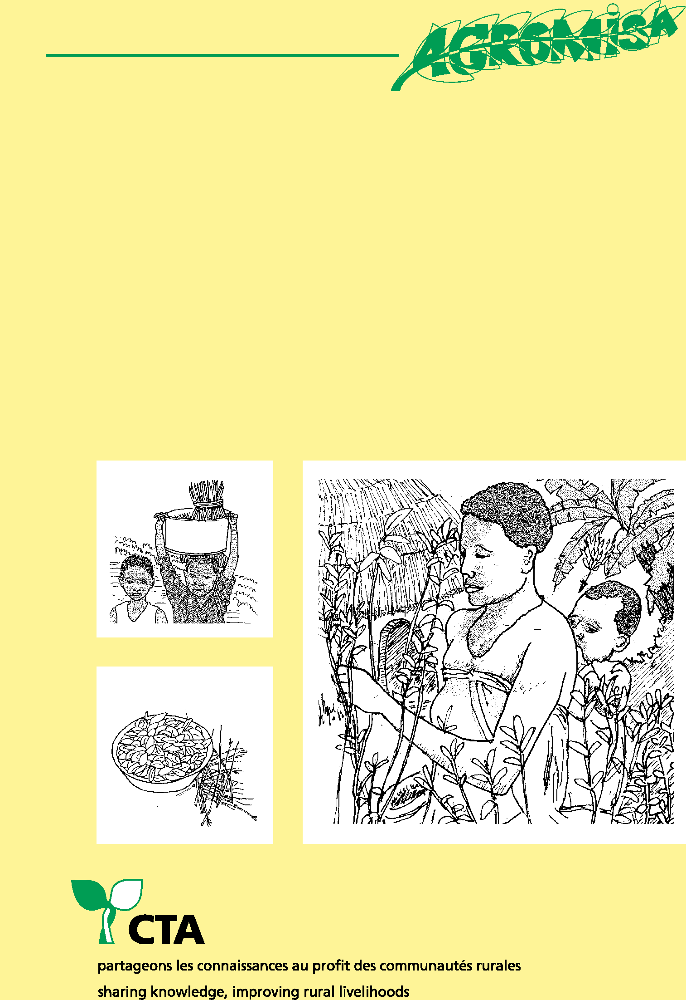 AGROMISA
CTA
partageons les connaissances au profit des communautés rurales
sharing knowledge, improving rural livelihoods